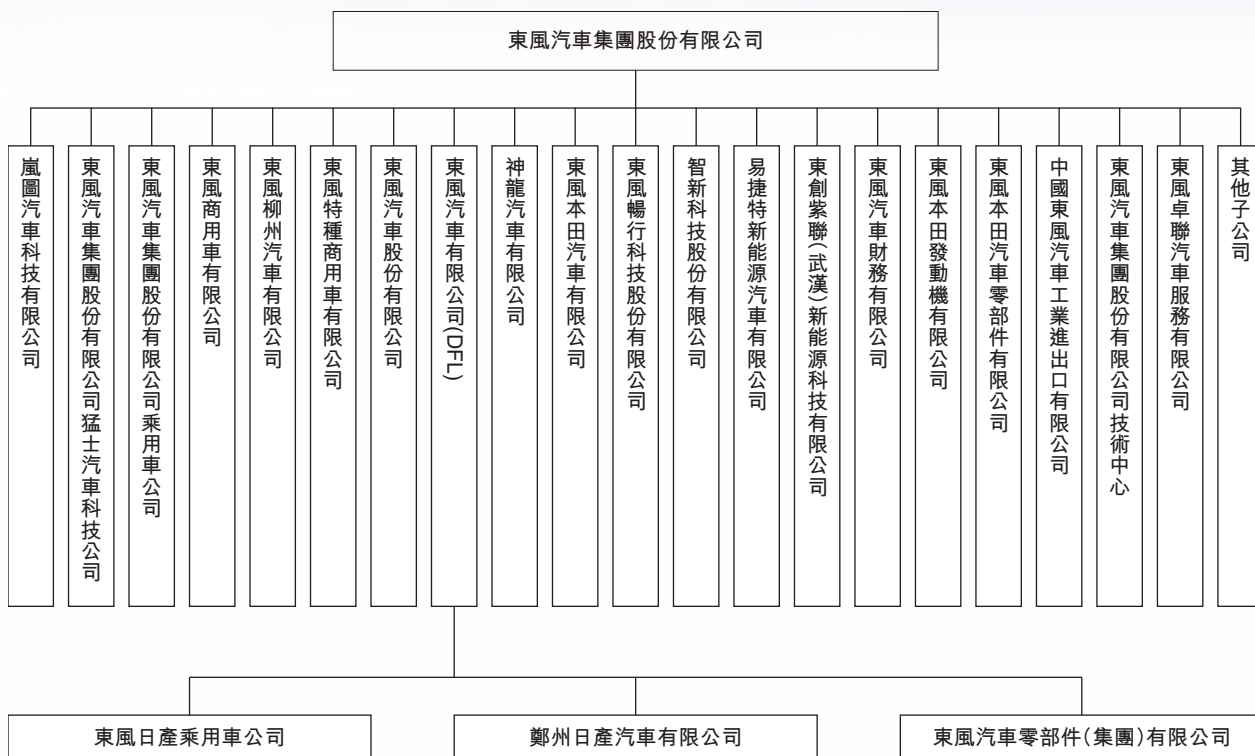 東風汽車集團股份有限公司
嵐圖汽車科技有限公司
東風汽車集團股份有限公司猛士汽車科技公司
東風汽車集團股份有限公司乘用車公司
東風商用車有限公司
東風柳州汽車有限公司
東風特種商用車有限公司
東風汽車股份有限公司
東風汽車有限公司(DFL)
神龍汽車有限公司
東風本田汽車有限公司
東風暢行科技股份有限公司
智新科技股份有限公司
易捷特新能源汽車有限公司
東創紫聯(武漢)新能源科技有限公司
東風汽車財務有限公司
東風本田發動機有限公司
東風本田汽車零部件有限公司
中國東風汽車工業進出口有限公司
東風汽車集團股份有限公司技術中心
東風卓聯汽車服務有限公司
其他子公司
東風日產乘用車公司
鄭州日產汽車有限公司
東風汽車零部件(集團)有限公司